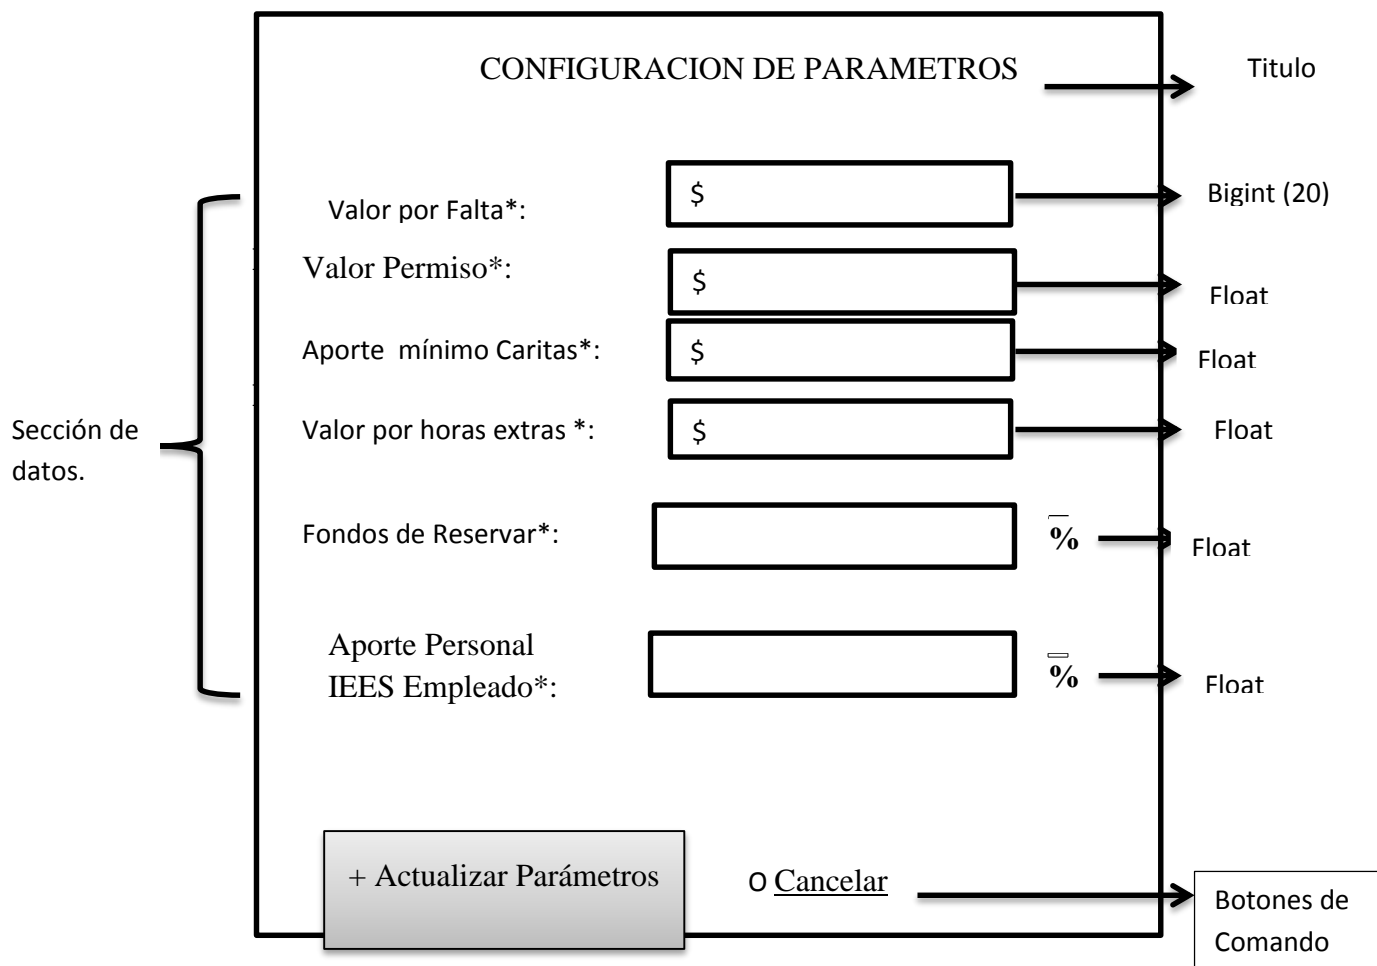 CONFIGURACION DE PARAMETROS
Titulo
Valor por Falta*:
$
Bigint (20)
Valor Permiso*:
$
Float
Aporte  mínimo Caritas*:
$
Float
Sección de
datos.
Valor por horas extras *:
$
Float
Fondos de Reservar*:
%
Float
Aporte Personal
IEES Empleado*:
%
Float
+ Actualizar Parámetros
O Cancelar
Botones de
Comando